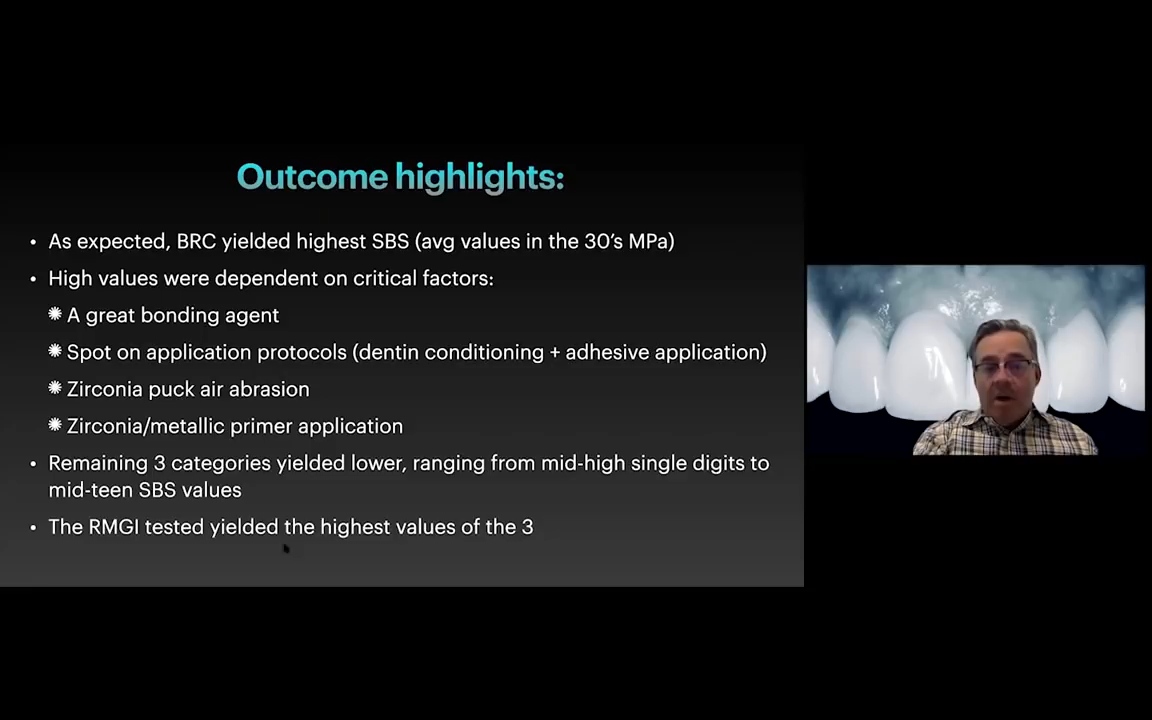 Outcome highlights:
• As expected, BRC yielded highest SBS (avg values in the 30's MPa)
• High values were dependent on critical factors:
✺ A great bonding agent
✺ Spot on application protocols (dentin conditioning + adhesive application)
✺ Zirconia puck air abrasion
✺ Zirconia/metallic primer application
• Remaining 3 categories yielded lower, ranging from mid-high single digits to
mid-teen SBS values
• The RMGI tested yielded the highest values of the 3